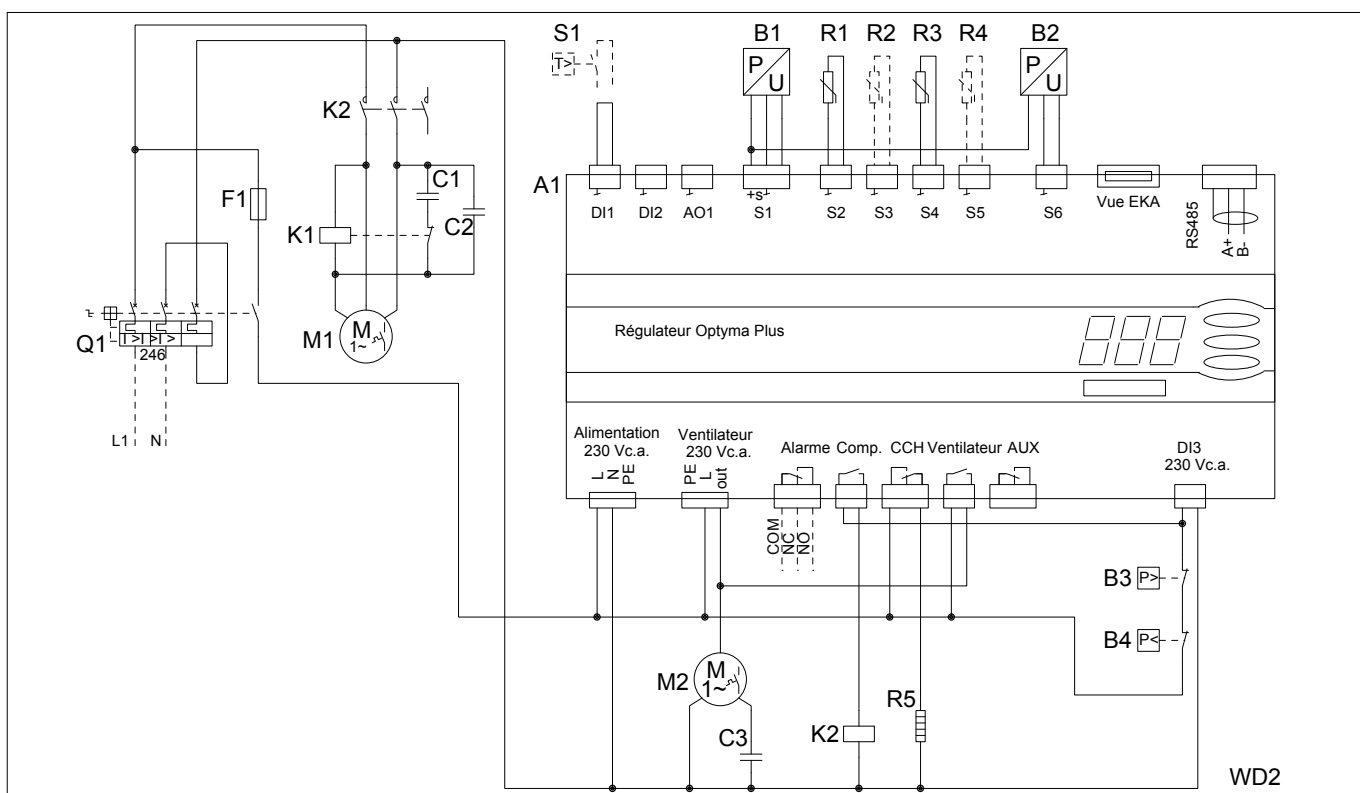 S1
B1
R1
R2
R3
R4
B2
T>
P
U
P
U
K2
A1
C1
F1
C2
K1
+s
DI1
DI2
AO1
S1
S2
S3
S4
S5
S6
Vue EKA
RS485
A+
B-
Q1
I >I >I >
246
M1
M
1~
Régulateur Optyma Plus
L1
N
Alimentation
230 Vc.a.
L
N
PE
Ventilateur
230 Vc.a.
PE
L
out
Alarme
Comp.
CCH
Ventilateur
AUX
DI3
230 Vc.a.
COM
NC
NO
B3
P>
B4
P<
M2
M
1~
C3
K2
R5
WD2